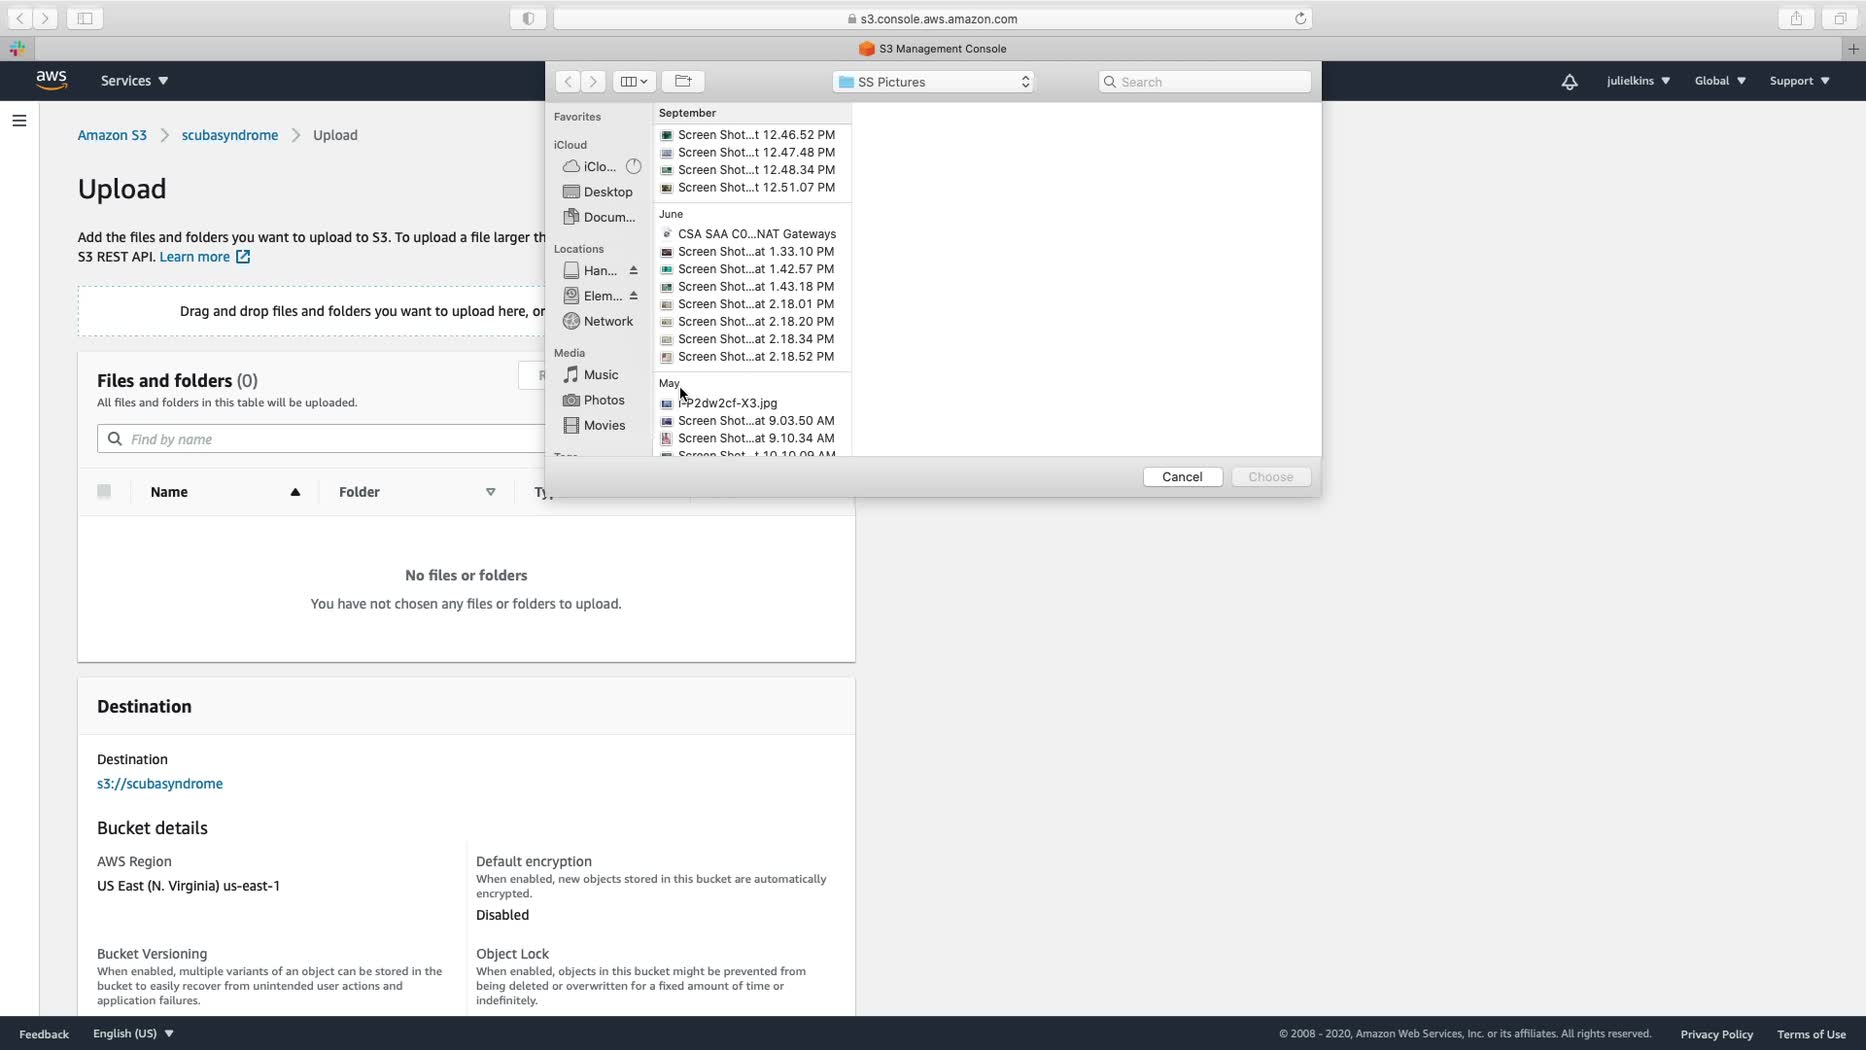 s3.console.aws.amazon.com
S3 Management Console
aws
Services
SS Pictures
Search
julielkins
Global
Support
Favorites
iCloud
iClo...
Desktop
Docum...
Locations
Han...
Elem...
Network
Media
Music
Photos
Movies
September
Screen Shot...t 12.46.52 PM
Screen Shot...t 12.47.48 PM
Screen Shot...t 12.48.34 PM
Screen Shot...t 12.51.07 PM
June
CSA SAA C0...NAT Gateways
Screen Shot...at 1.33.10 PM
Screen Shot...at 1.42.57 PM
Screen Shot...at 1.43.18 PM
Screen Shot...at 2.18.01 PM
Screen Shot...at 2.18.20 PM
Screen Shot...at 2.18.34 PM
Screen Shot...at 2.18.52 PM
May
i-P2dw2cf-X3.jpg
Screen Shot...at 9.03.50 AM
Screen Shot...at 9.10.34 AM
Screen Shot...t 10.10.09 AM
Cancel
Choose
Amazon S3 > scubasyndrome > Upload
Upload
Add the files and folders you want to upload to S3. To upload a file larger th
S3 REST API. Learn more
Drag and drop files and folders you want to upload here, or
Files and folders (0)
All files and folders in this table will be uploaded.
Find by name
Name
Folder
No files or folders
You have not chosen any files or folders to upload.
Destination
Destination
s3://scubasyndrome
Bucket details
AWS Region
US East (N. Virginia) us-east-1
Default encryption
When enabled, new objects stored in this bucket are automatically
encrypted.
Disabled
Bucket Versioning
When enabled, multiple variants of an object can be stored in the
bucket to easily recover from unintended user actions and
application failures.
Object Lock
When enabled, objects in this bucket might be prevented from
being deleted or overwritten for a fixed amount of time or
indefinitely.
Feedback
English (US)
© 2008 - 2020, Amazon Web Services, Inc. or its affiliates. All rights reserved.
Privacy Policy
Terms of Use